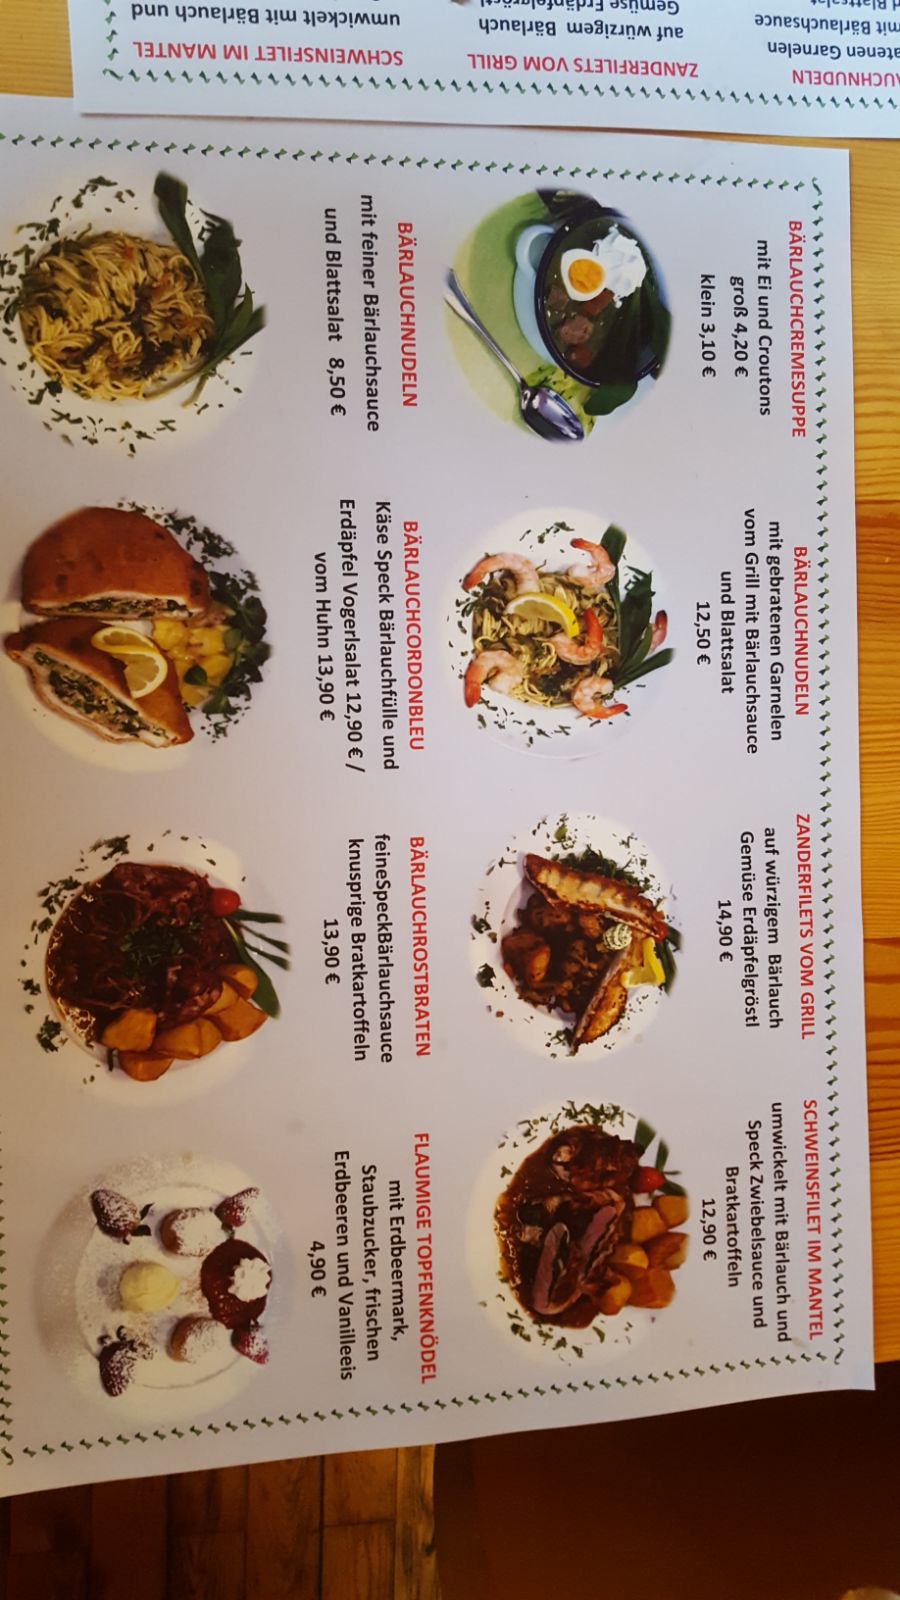 BÄRLAUCHCREMESUPPE
mit Ei und Croutons
groß 4,20 €
klein 3,10 €
BÄRLAUCHNUDELN
mit gebratenen Garnelen
vom Grill mit Bärlauchsauce
und Blattsalat
12,50 €
ZANDERFILETS VOM GRILL
auf würzigem Bärlauch
Gemüse Erdäpfelgröstl
14,90 €
SCHWEINSFILET IM MANTEL
umwickelt mit Bärlauch und
Speck Zwiebelsauce und
Bratkartoffeln
12,90 €
BÄRLAUCHNUDELN
mit feiner Bärlauchsauce
und Blattsalat 8,50 €
BÄRLAUCHCORDONBLEU
Käse Speck Bärlauchfülle und
Erdäpfel Vogerlsalat 12,90 € /
vom Huhn 13,90 €
BÄRLAUCHROSTBRATEN
feineSpeckBärlauchsauce
knusprige Bratkartoffeln
13,90 €
FLAUMIGE TOPFENKNÖDEL
mit Erdbeermark,
Staubzucker, frischen
Erdbeeren und Vanilleeis
4,90 €
AUCHNUDELN
atenen Garnelen
mit Bärlauchsauce
ZANDERFILETS VOM GRILL
auf würzigem Bärlauch
Gemüse Erdäpfelgröstl
SCHWEINSFILET IM MANTEL
umwickelt mit Bärlauch und